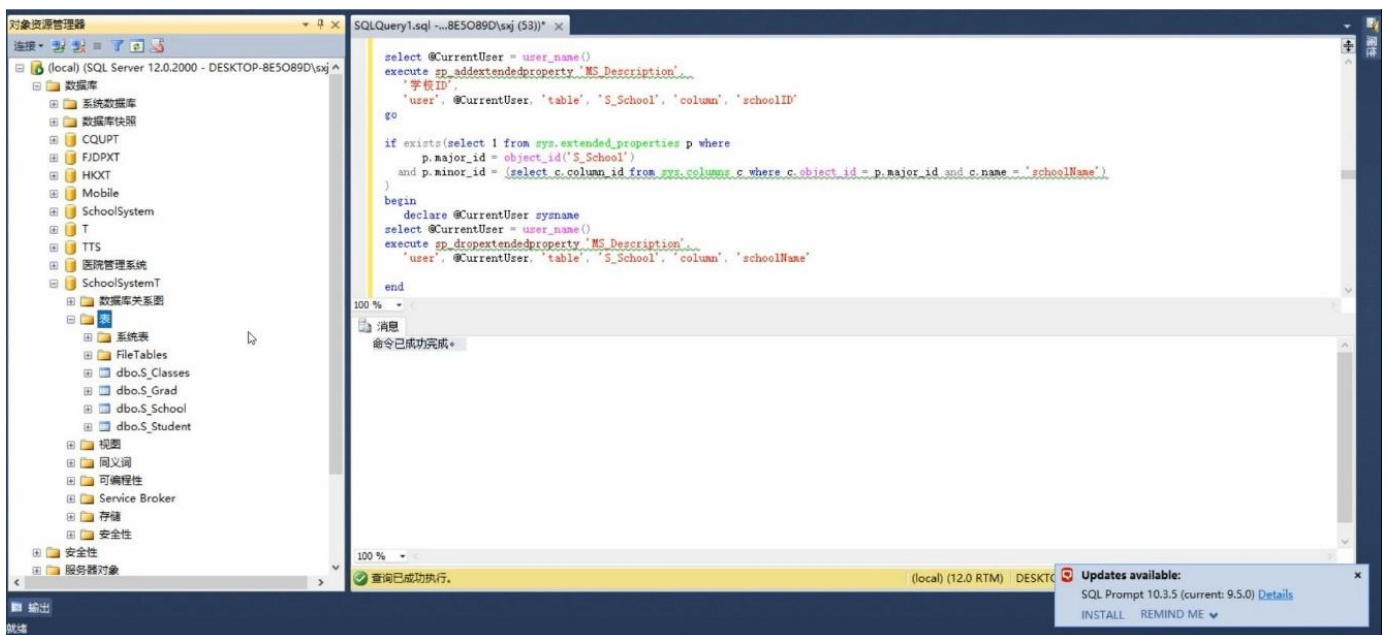 对象资源管理器
连接
(local) (SQL Server 12.0.2000 - DESKTOP-8E5O89D\sxj
数据库
系统数据库
数据库快照
CQUPT
FJDPXT
HKXT
Mobile
SchoolSystem
T
TTS
医院管理系统
SchoolSystemT
数据库关系图
表
系统表
FileTables
dbo.S_Classes
dbo.S_Grad
dbo.S_School
dbo.S_Student
视图
同义词
可编程性
Service Broker
存储
安全性
安全性
服务器对象
SQLQuery1.sql -...8E5O89D\sxj (53))*
select @CurrentUser = user_name()
execute sp_addextendedproperty 'MS_Description',
'学校ID',
'user', @CurrentUser, 'table', 'S_School', 'column', 'schoolID'
go
if exists(select 1 from sys.extended_properties p where
p.major_id = object_id('S_School')
and p.minor_id = (select c.column_id from sys.columns c where c.object_id = p.major_id and c.name = 'schoolName')
)
begin
declare @CurrentUser sysname
select @CurrentUser = user_name()
execute sp_dropextendedproperty 'MS_Description',
'user', @CurrentUser, 'table', 'S_School', 'column', 'schoolName'
end
100 %
消息
命令已成功完成。
100 %
查询已成功执行。
(local) (12.0 RTM)
Updates available:
SQL Prompt 10.3.5 (current: 9.5.0) Details
INSTALL REMIND ME
输出
就绪